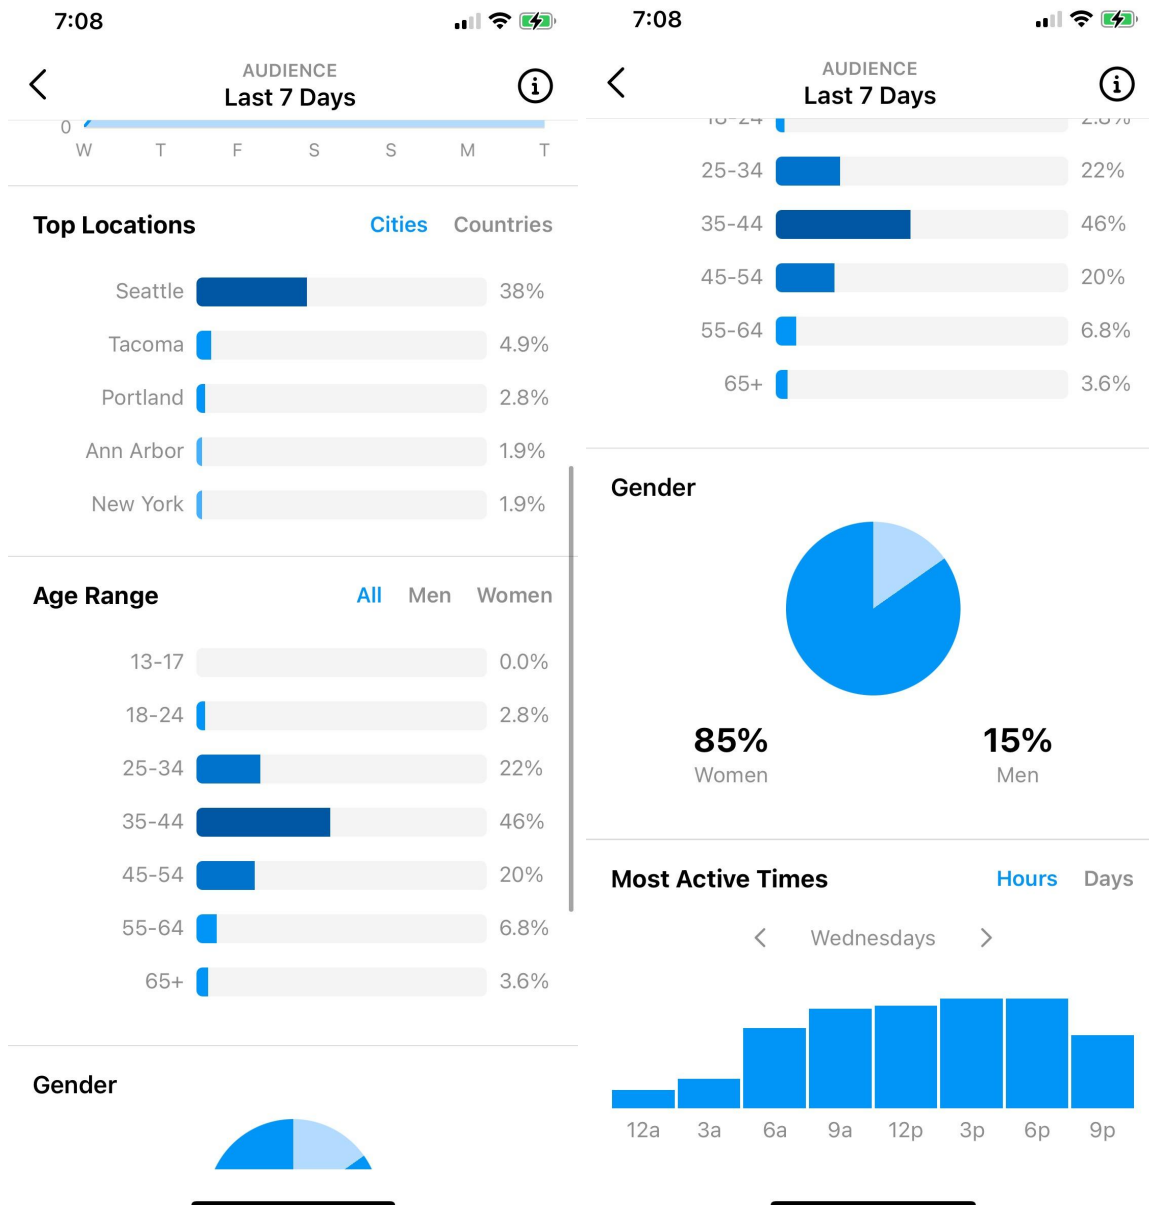 7:08
AUDIENCE
Last 7 Days
0
W T F S S M T
Top Locations Cities Countries
Seattle 38%
Tacoma 4.9%
Portland 2.8%
Ann Arbor 1.9%
New York 1.9%
Age Range All Men Women
13-17 0.0%
18-24 2.8%
25-34 22%
35-44 46%
45-54 20%
55-64 6.8%
65+ 3.6%
Gender
7:08
AUDIENCE
Last 7 Days
18-24 2.8%
25-34 22%
35-44 46%
45-54 20%
55-64 6.8%
65+ 3.6%
Gender
85% 15%
Women Men
Most Active Times Hours Days
Wednesdays
12a 3a 6a 9a 12p 3p 6p 9p